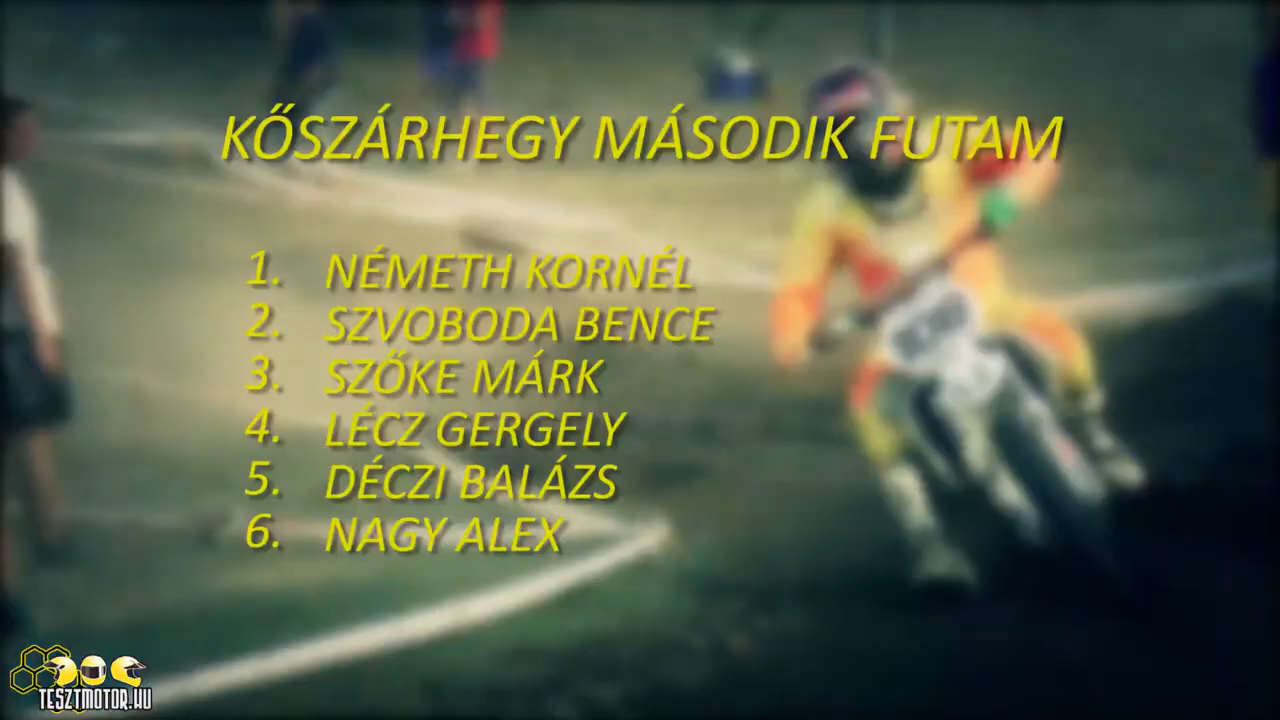 KŐSZÁRHEGY MÁSODIK FUTAM
1. NÉMETH KORNÉL
2. SZVOBODA BENCE
3. SZŐKE MÁRK
4. LÉCZ GERGELY
5. DÉCZI BALÁZS
6. NAGY ALEX
TESZTMOTOR.HU